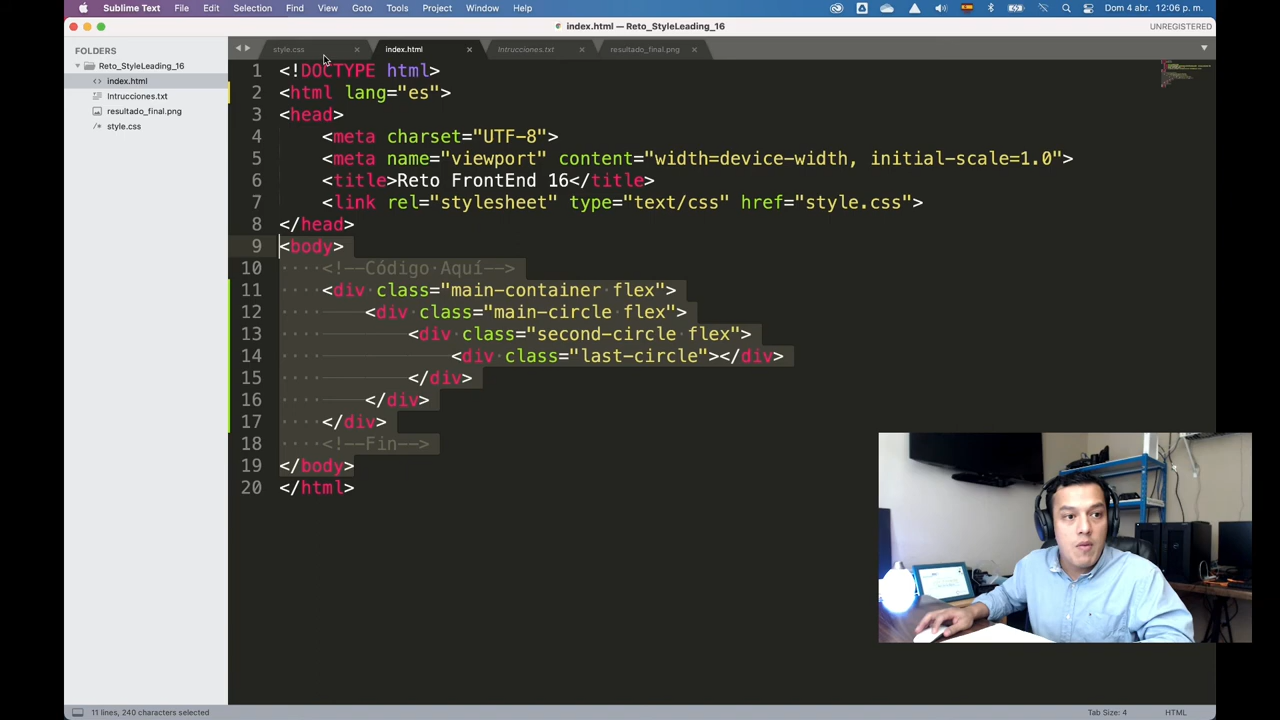 Sublime Text File Edit Selection Find View Goto Tools Project Window Help Dom 4 abr. 12:06 p. m.
index.html — Reto_StyleLeading_16 UNREGISTERED
style.css index.html Intrucciones.txt resultado_final.png
FOLDERS
Reto_StyleLeading_16
index.html
Intrucciones.txt
resultado_final.png
style.css
1 <!DOCTYPE html>
2 <html lang="es">
3 <head>
4 <meta charset="UTF-8">
5 <meta name="viewport" content="width=device-width, initial-scale=1.0">
6 <title>Reto FrontEnd 16</title>
7 <link rel="stylesheet" type="text/css" href="style.css">
8 </head>
9 <body>
10 <!--Código Aquí-->
11 <div class="main-container flex">
12 <div class="main-circle flex">
13 <div class="second-circle flex">
14 <div class="last-circle"></div>
15 </div>
16 </div>
17 </div>
18 <!--Fin-->
19 </body>
20 </html>
11 lines, 240 characters selected Tab Size: 4 HTML